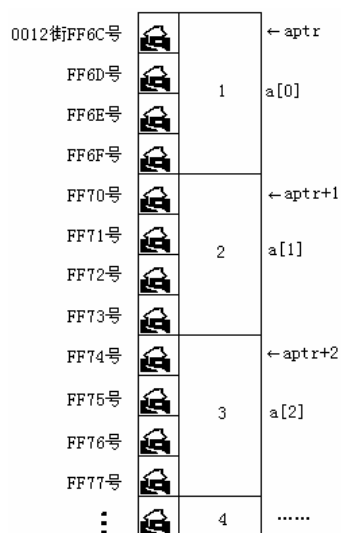 0012街FF6C号 ←aptr
FF6D号
1 a[0]
FF6E号
FF6F号
FF70号 ←aptr+1
FF71号
2 a[1]
FF72号
FF73号
FF74号 ←aptr+2
FF75号
3 a[2]
FF76号
FF77号
⋮ 4 ……